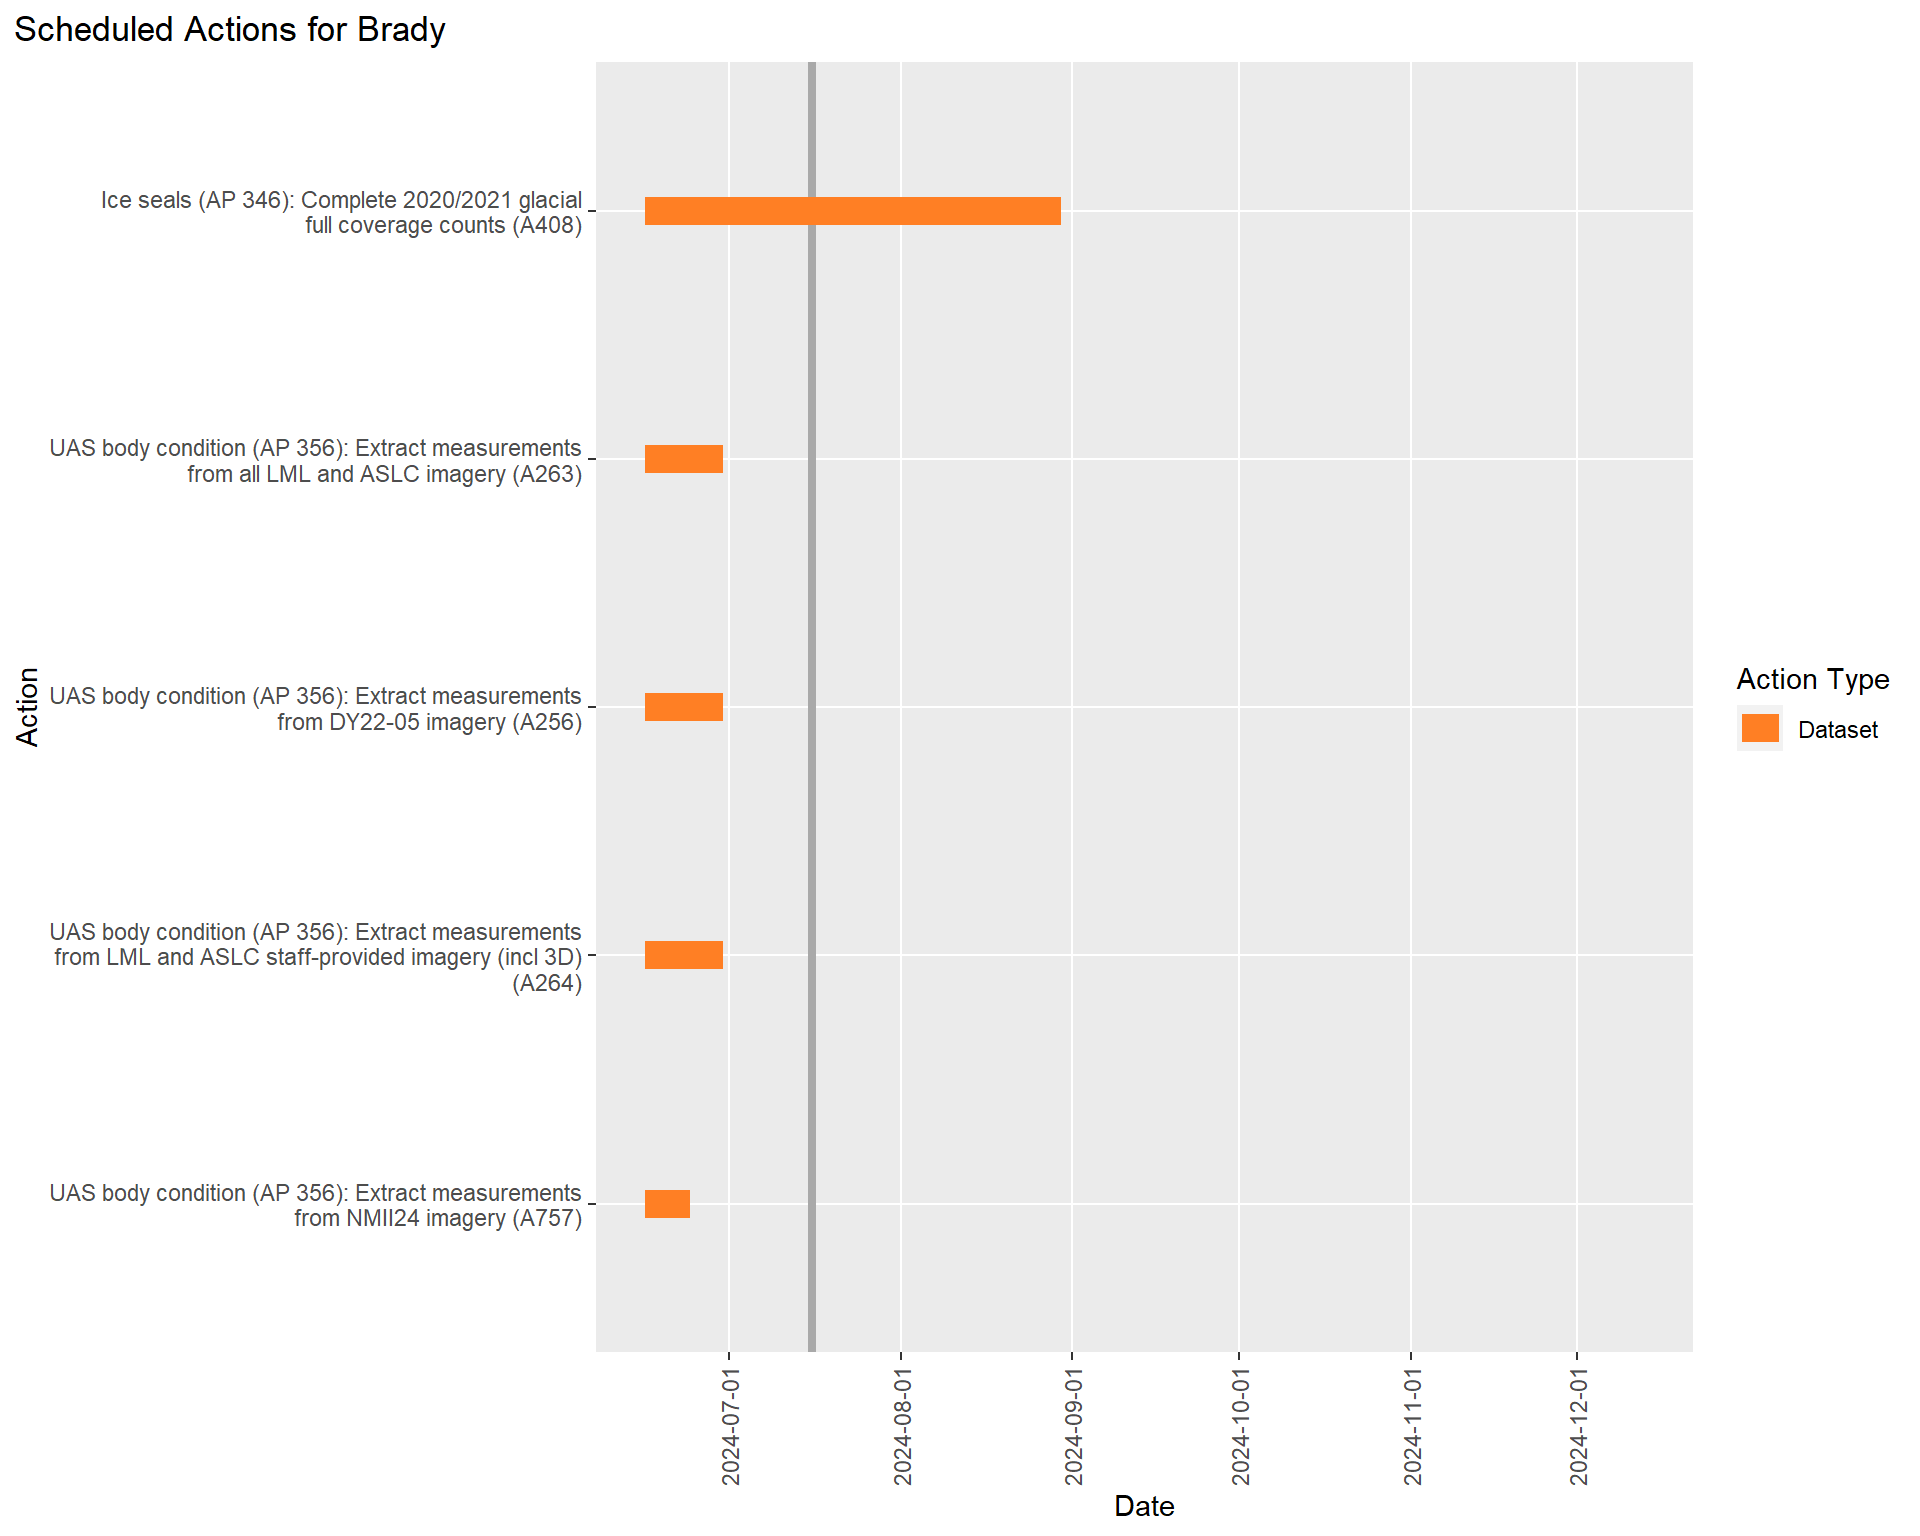 Scheduled Actions for Brady
Ice seals (AP 346): Complete 2020/2021 glacial
full coverage counts (A408)
UAS body condition (AP 356): Extract measurements
from all LML and ASLC imagery (A263)
UAS body condition (AP 356): Extract measurements
from DY22-05 imagery (A256)
UAS body condition (AP 356): Extract measurements
from LML and ASLC staff-provided imagery (incl 3D)
(A264)
UAS body condition (AP 356): Extract measurements
from NMII24 imagery (A757)
Action
2024-07-01
2024-08-01
2024-09-01
2024-10-01
2024-11-01
2024-12-01
Date
Action Type
Dataset